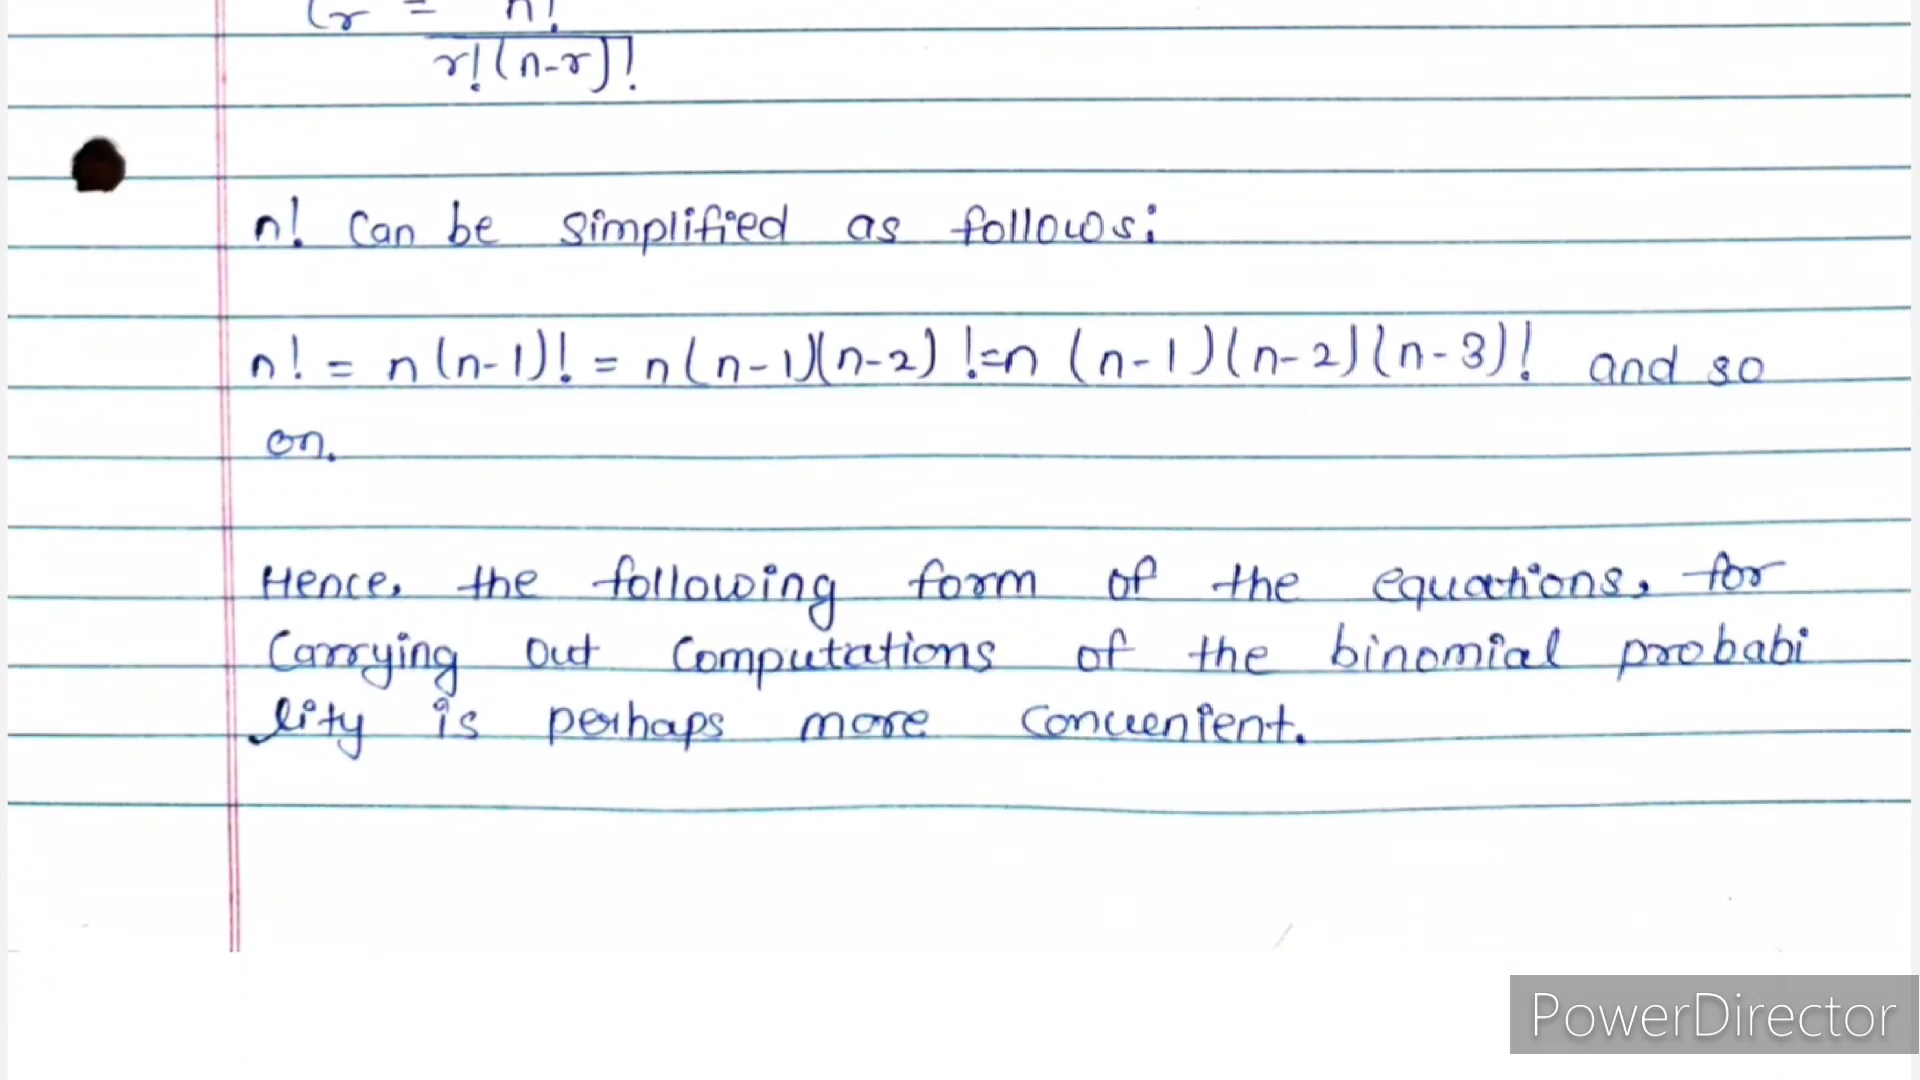 Cr = n!
r!(n-r)!
n! can be simplified as follows:
n! = n(n-1)! = n(n-1)(n-2)!=n (n-1)(n-2)(n-3)! and so
on.
Hence, the following form of the equations, for
Carrying out computations of the binomial probabi
lity is perhaps more convenient.
PowerDirector